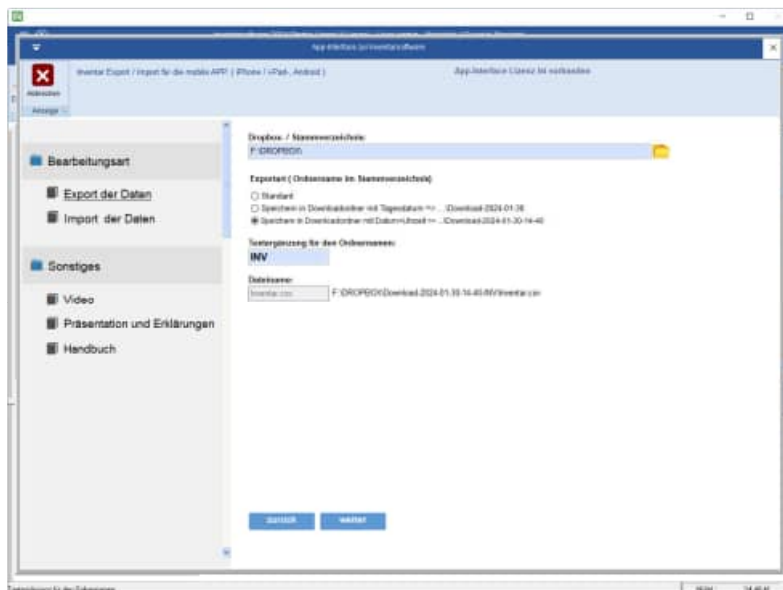 App-Interface zur Inventarsoftware
Inventar Export / Import für die mobile APP ( iPhone / iPad-, Android )
App-Interface Lizenz ist vorhanden
Abbrechen
Anzeige
Bearbeitungsart
Export der Daten
Import der Daten
Sonstiges
Video
Präsentation und Erklärungen
Handbuch
Dropbox- / Stammverzeichnis:
F:\DROPBOX\
Exportart ( Ordnername im Stammverzeichnis)
Standard
Speichern in Downloadordner mit Tagesdatum => ...\Download-2024-01-30
Speichern in Downloadordner mit Datum+Uhrzeit => ...\Download-2024-01-30-14-40
Textergänzung für den Ordnernamen:
INV
Dateiname:
Inventar.csv
F:\DROPBOX\Download-2024-01-30-14-40-INV\Inventar.csv
zurück
weiter